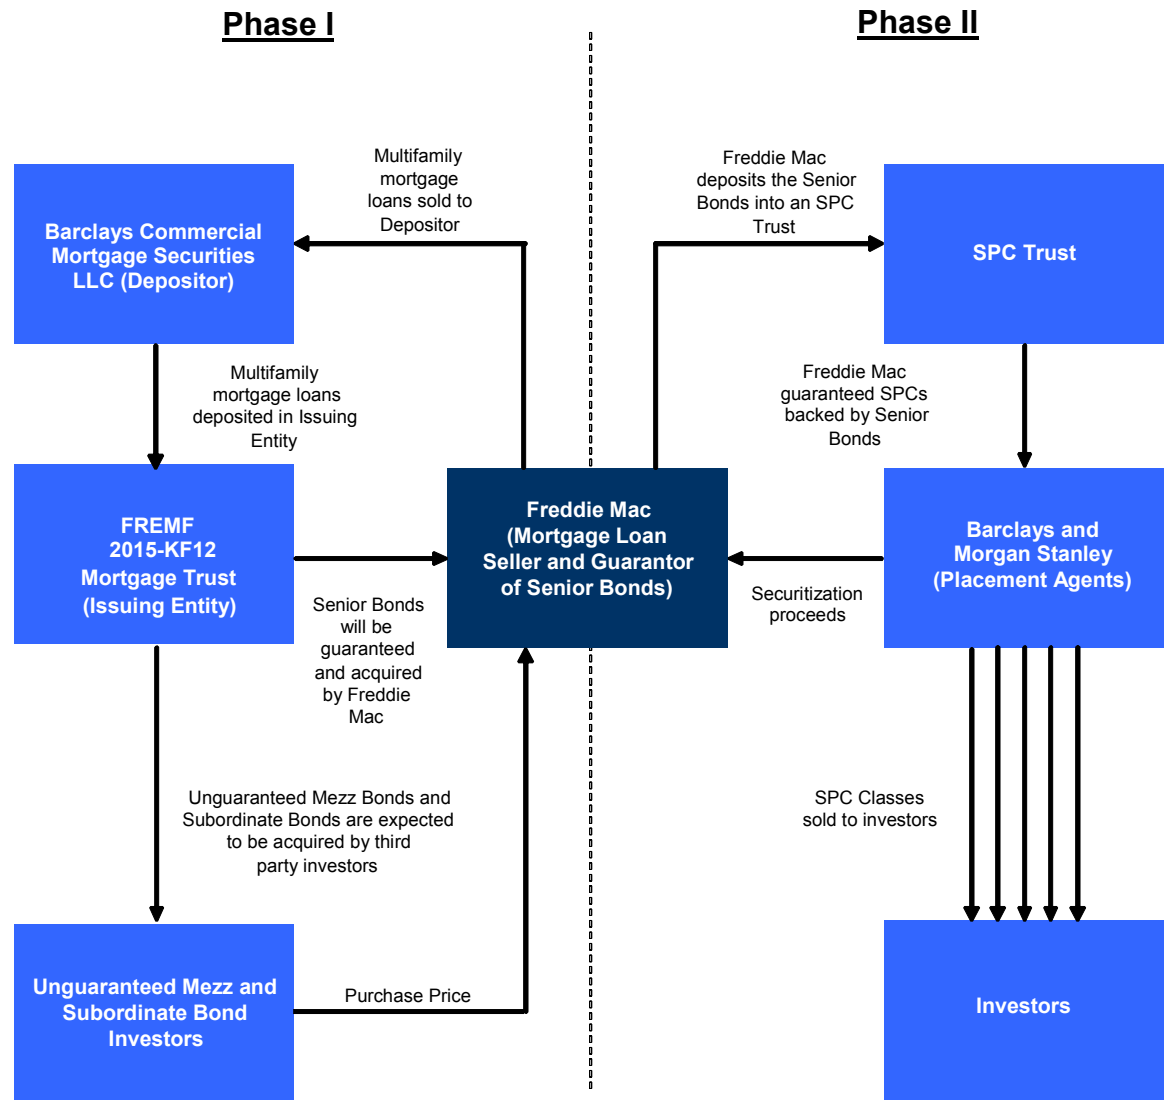 Phase I
Phase II
Multifamily
mortgage
loans sold to
Depositor
Freddie Mac
deposits the Senior
Bonds into an SPC
Trust
Barclays Commercial
Mortgage Securities
LLC (Depositor)
SPC Trust
Multifamily
mortgage loans
deposited in Issuing
Entity
Freddie Mac
guaranteed SPCs
backed by Senior
Bonds
FREMF
2015-KF12
Mortgage Trust
(Issuing Entity)
Freddie Mac
(Mortgage Loan
Seller and Guarantor
of Senior Bonds)
Barclays and
Morgan Stanley
(Placement Agents)
Senior Bonds
will be
guaranteed
and acquired
by Freddie
Mac
Securitization
proceeds
Unguaranteed Mezz Bonds and
Subordinate Bonds are expected
to be acquired by third
party investors
SPC Classes
sold to investors
Unguaranteed Mezz and
Subordinate Bond
Investors
Purchase Price
Investors